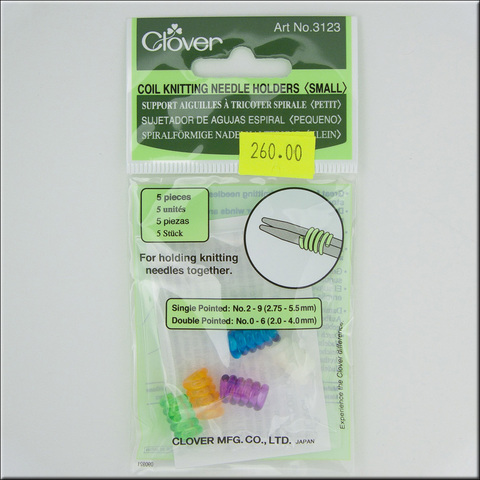 Art No.3123
Clover
COIL KNITTING NEEDLE HOLDERS 〈SMALL〉
SUPPORT AIGUILLES À TRICOTER SPIRALE 〈PETIT〉
SUJETADOR DE AGUJAS ESPIRAL 〈PEQUENO〉
SPIRALFÖRMIGE
260.00
5 pieces
5 unités
5 piezas
5 Stück
For holding knitting
needles together.
Single Pointed: No.2 - 9 (2.75 - 5.5mm)
Double Pointed: No.0 - 6 (2.0 - 4.0mm)
Experience the Clover difference.
CLOVER MFG. CO., LTD. JAPAN